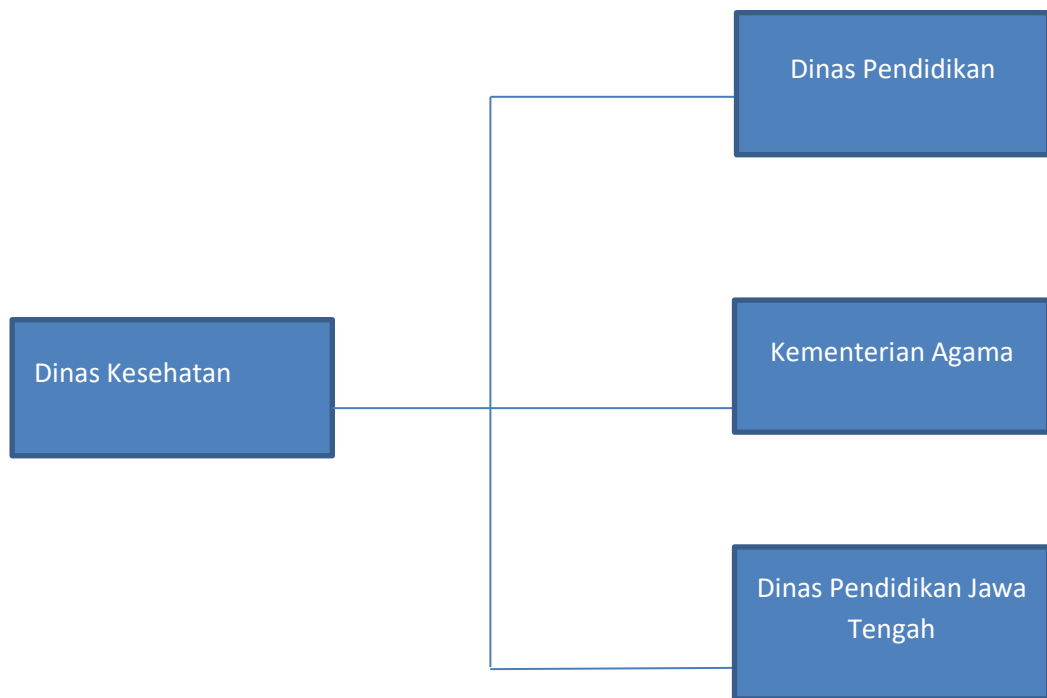 Dinas Pendidikan
Dinas Kesehatan
Kementerian Agama
Dinas Pendidikan Jawa
Tengah